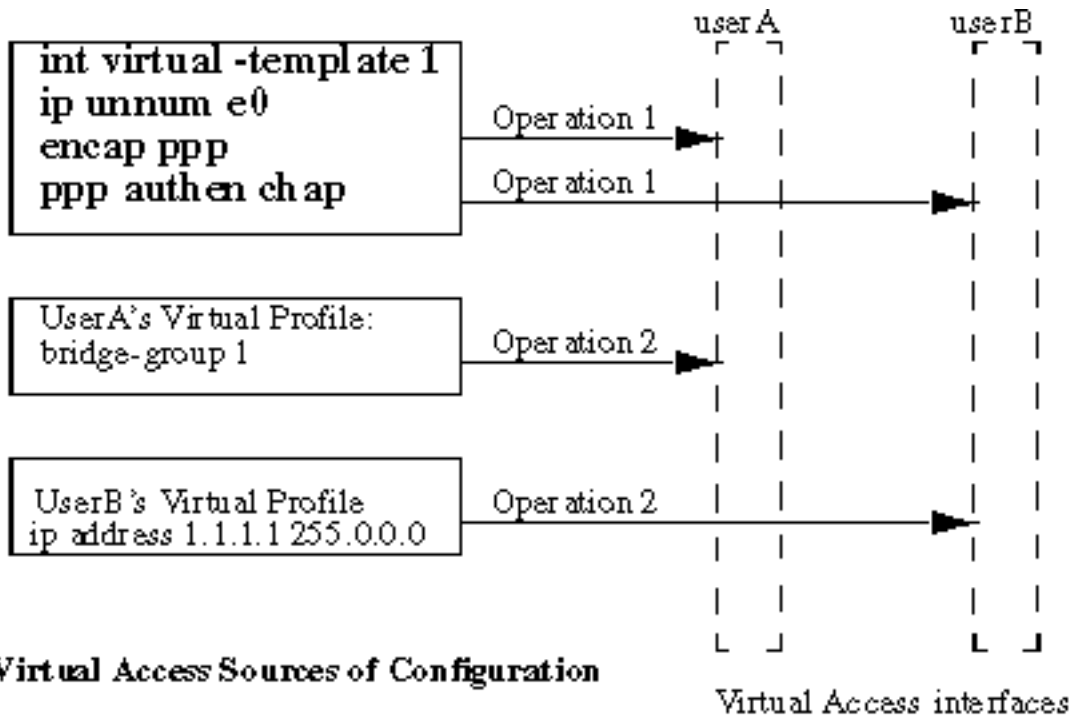 userA
userB
int virtual-template 1
ip unnum e0
encap ppp
ppp authen chap
Operation 1
Operation 1
UserA's Virtual Profile:
bridge-group 1
Operation 2
UserB's Virtual Profile
ip address 1.1.1.1 255.0.0.0
Operation 2
Virtual Access Sources of Configuration
Virtual Access interfaces